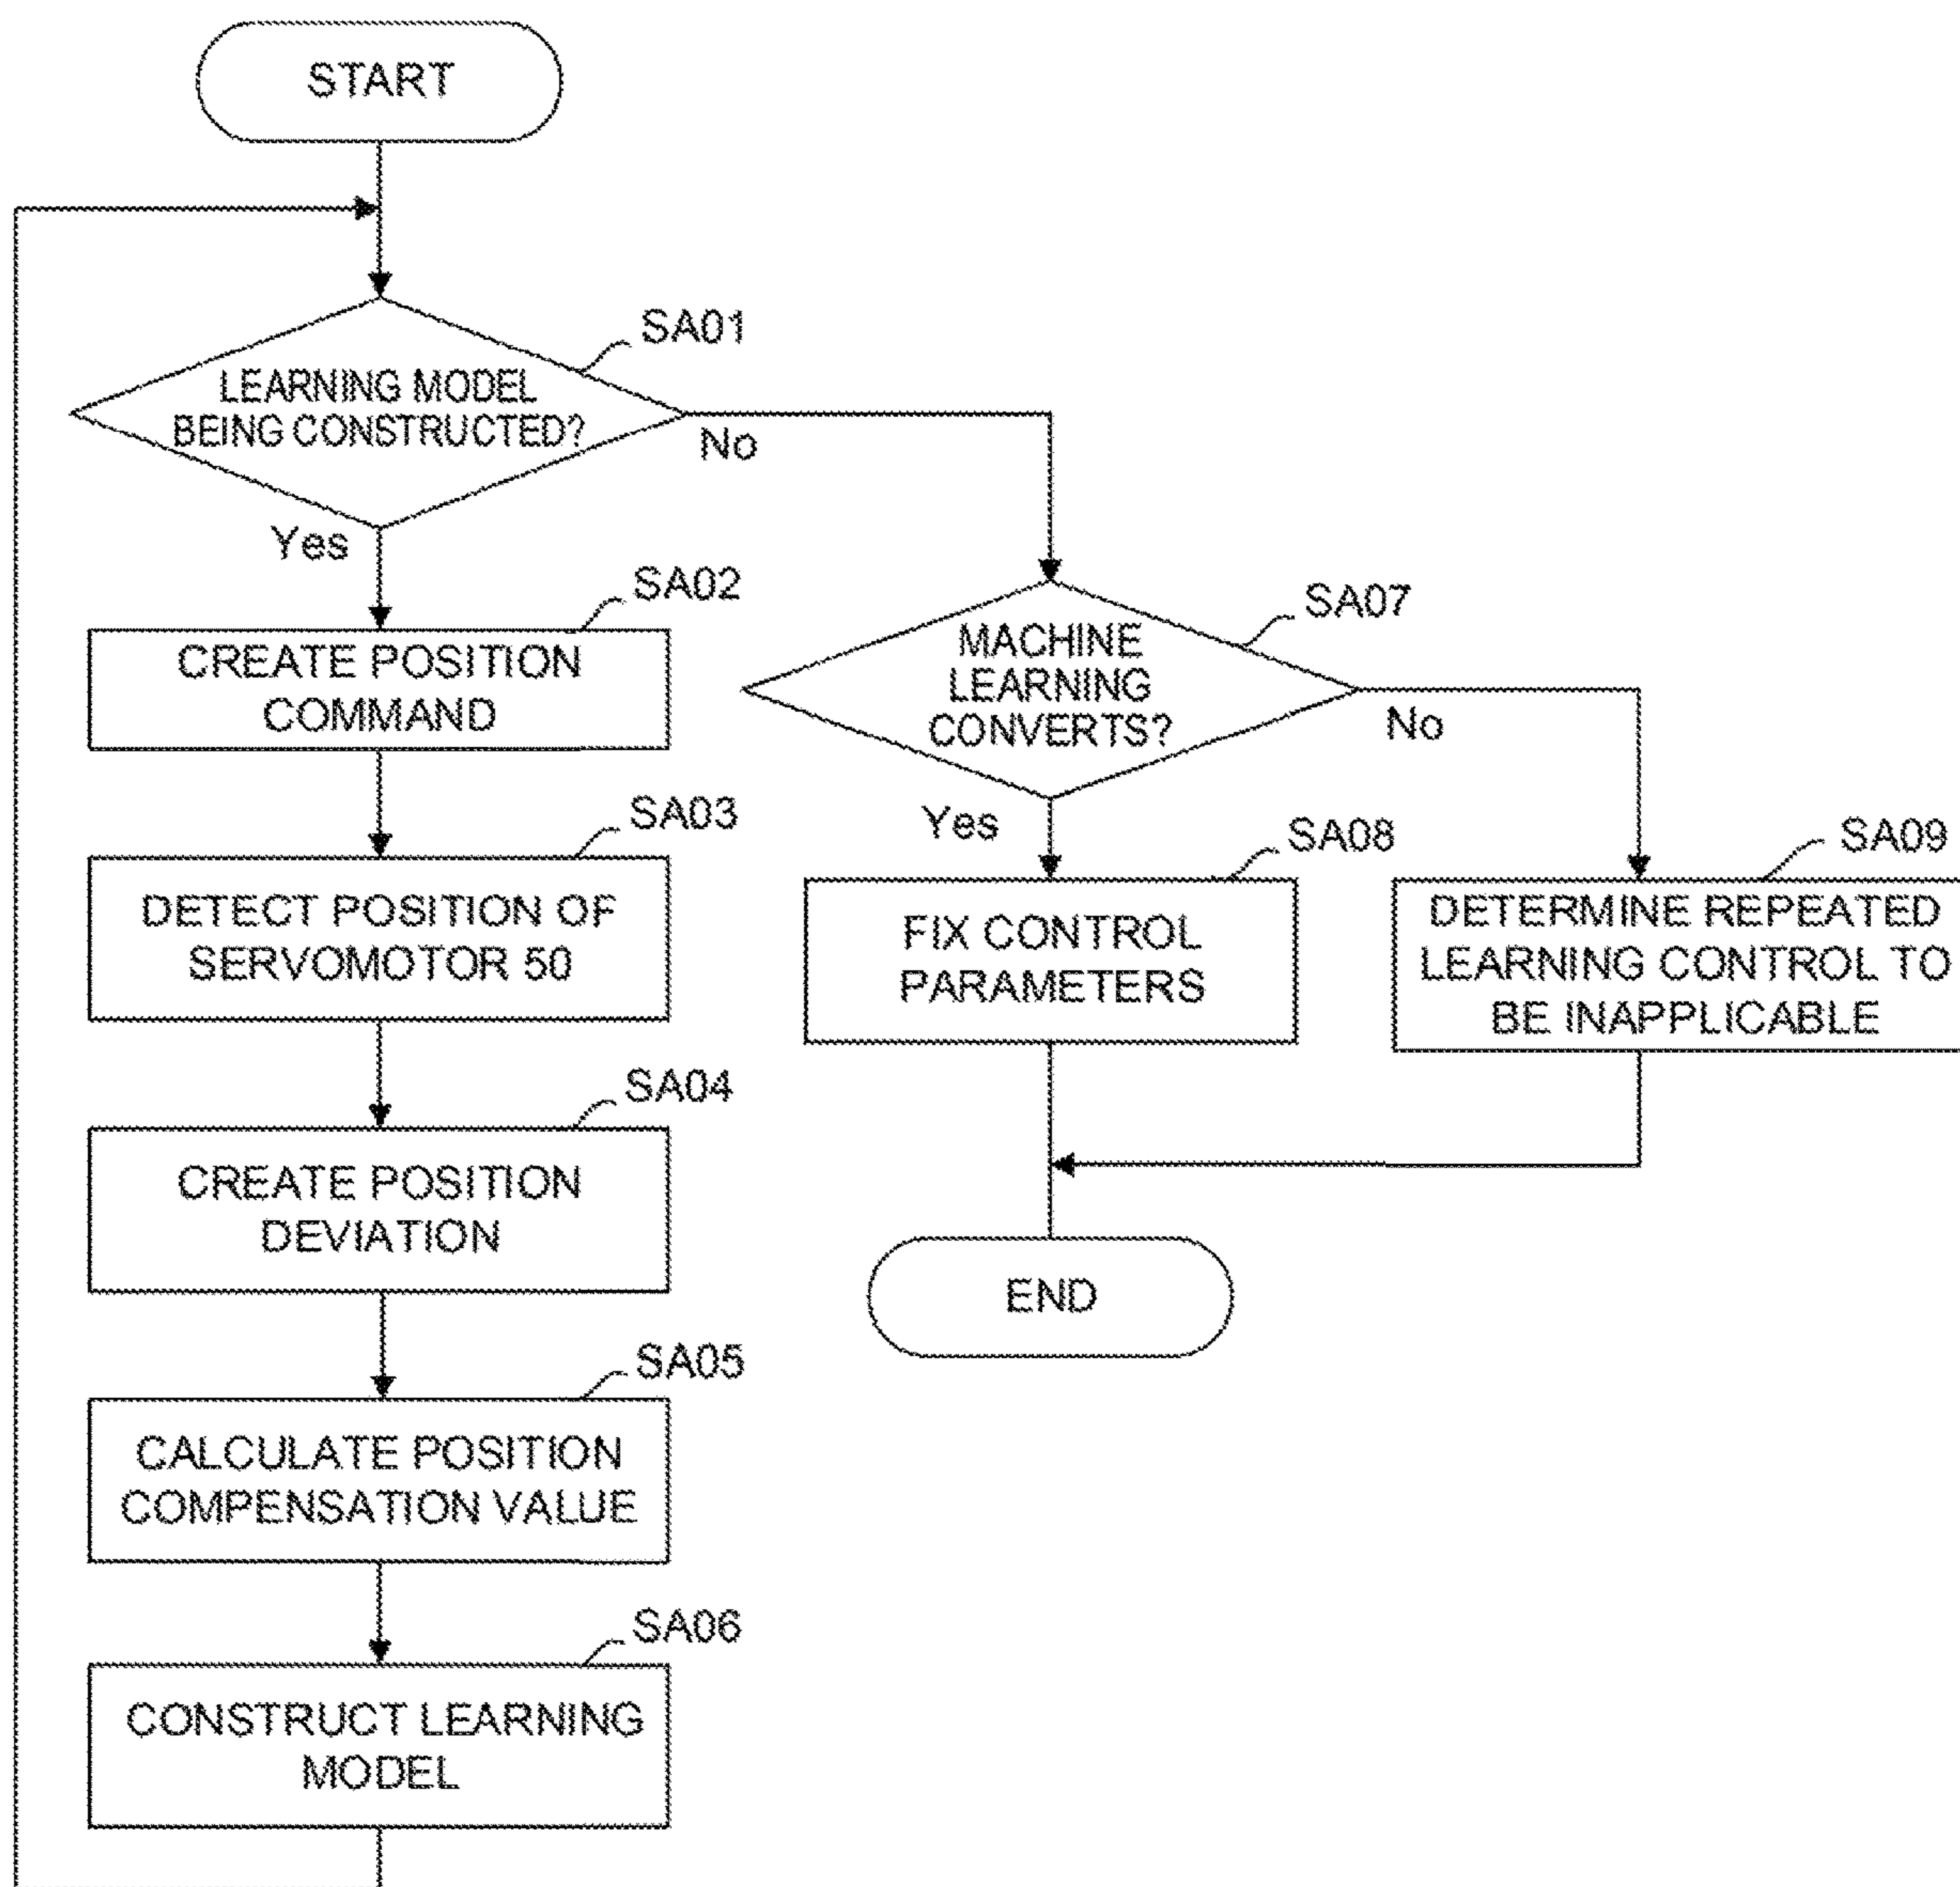 START
SA01
LEARNING MODEL
BEING CONSTRUCTED?
No
Yes
SA02
CREATE POSITION
COMMAND
SA03
DETECT POSITION OF
SERVOMOTOR 50
SA04
CREATE POSITION
DEVIATION
SA05
CALCULATE POSITION
COMPENSATION VALUE
SA06
CONSTRUCT LEARNING
MODEL
SA07
MACHINE
LEARNING
CONVERTS?
No
Yes
SA08
FIX CONTROL
PARAMETERS
SA09
DETERMINE REPEATED
LEARNING CONTROL TO
BE INAPPLICABLE
END